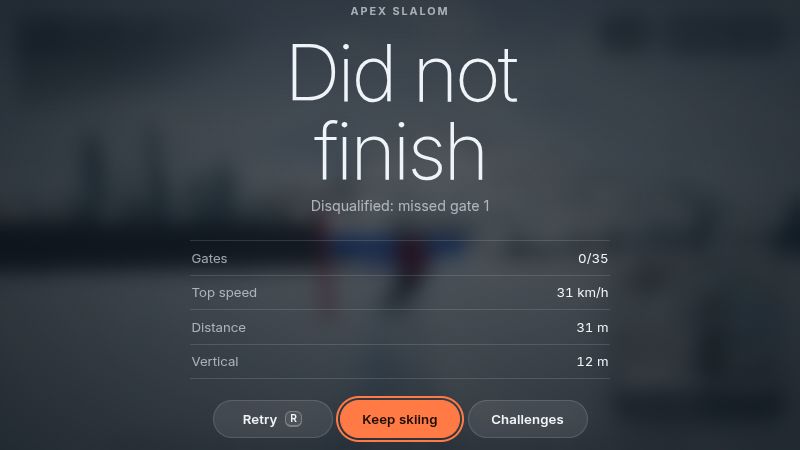 APEX SLALOM
Did not
finish
Disqualified: missed gate 1
Gates 0/35
Top speed 31 km/h
Distance 31 m
Vertical 12 m
Retry R Keep skiing Challenges